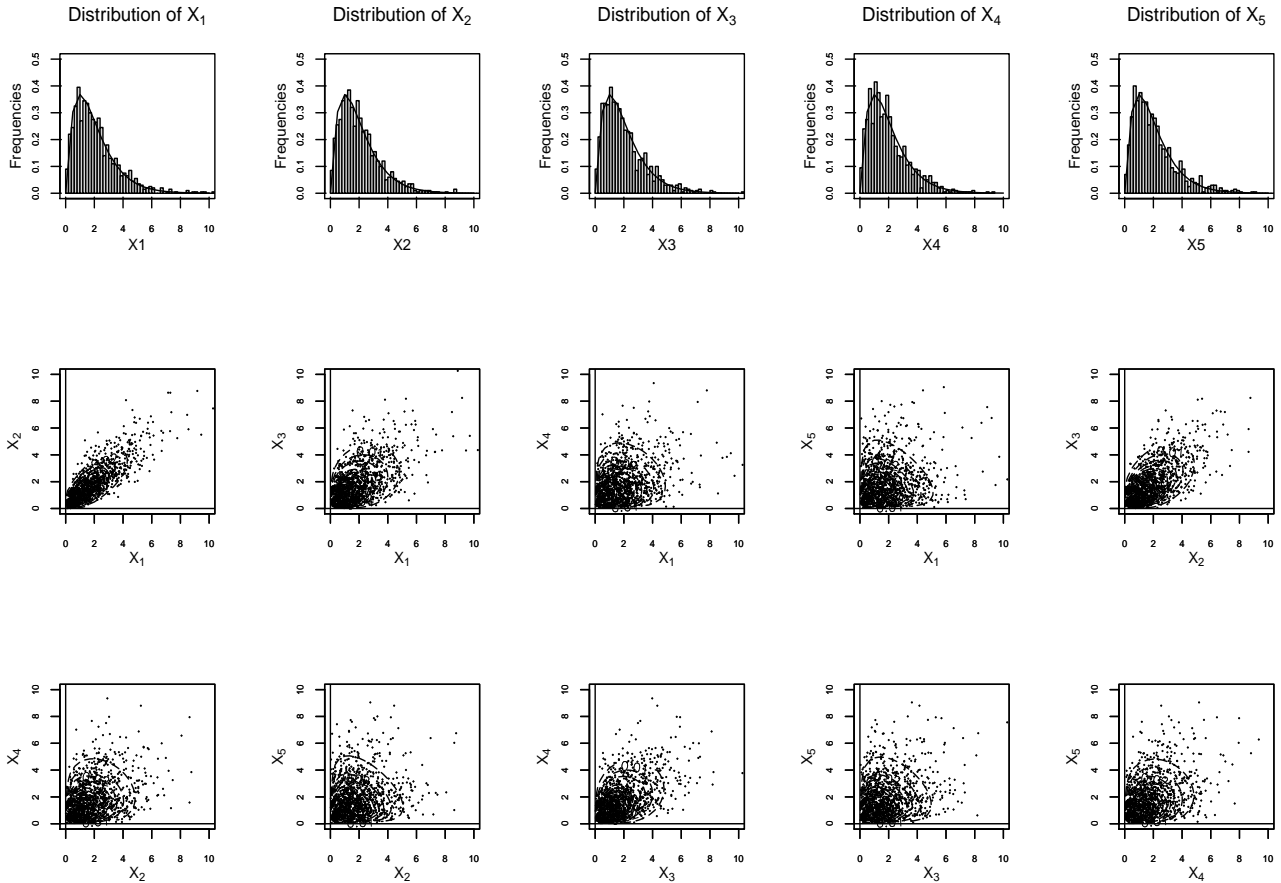 Distribution of X1
Distribution of X2
Distribution of X3
Distribution of X4
Distribution of X5
Frequencies
0.0 0.1 0.2 0.3 0.4 0.5
0 2 4 6 8 10
X1
Frequencies
0.0 0.1 0.2 0.3 0.4 0.5
0 2 4 6 8 10
X2
Frequencies
0.0 0.1 0.2 0.3 0.4 0.5
0 2 4 6 8 10
X3
Frequencies
0.0 0.1 0.2 0.3 0.4 0.5
0 2 4 6 8 10
X4
Frequencies
0.0 0.1 0.2 0.3 0.4 0.5
0 2 4 6 8 10
X5
X2
0 2 4 6 8 10
0 2 4 6 8 10
X1
X3
0 2 4 6 8 10
0 2 4 6 8 10
X1
X4
0 2 4 6 8 10
0 2 4 6 8 10
X1
X5
0 2 4 6 8 10
0 2 4 6 8 10
X1
X3
0 2 4 6 8 10
0 2 4 6 8 10
X2
X4
0 2 4 6 8 10
0 2 4 6 8 10
X2
X5
0 2 4 6 8 10
0 2 4 6 8 10
X2
X4
0 2 4 6 8 10
0 2 4 6 8 10
X3
X5
0 2 4 6 8 10
0 2 4 6 8 10
X3
X5
0 2 4 6 8 10
0 2 4 6 8 10
X4